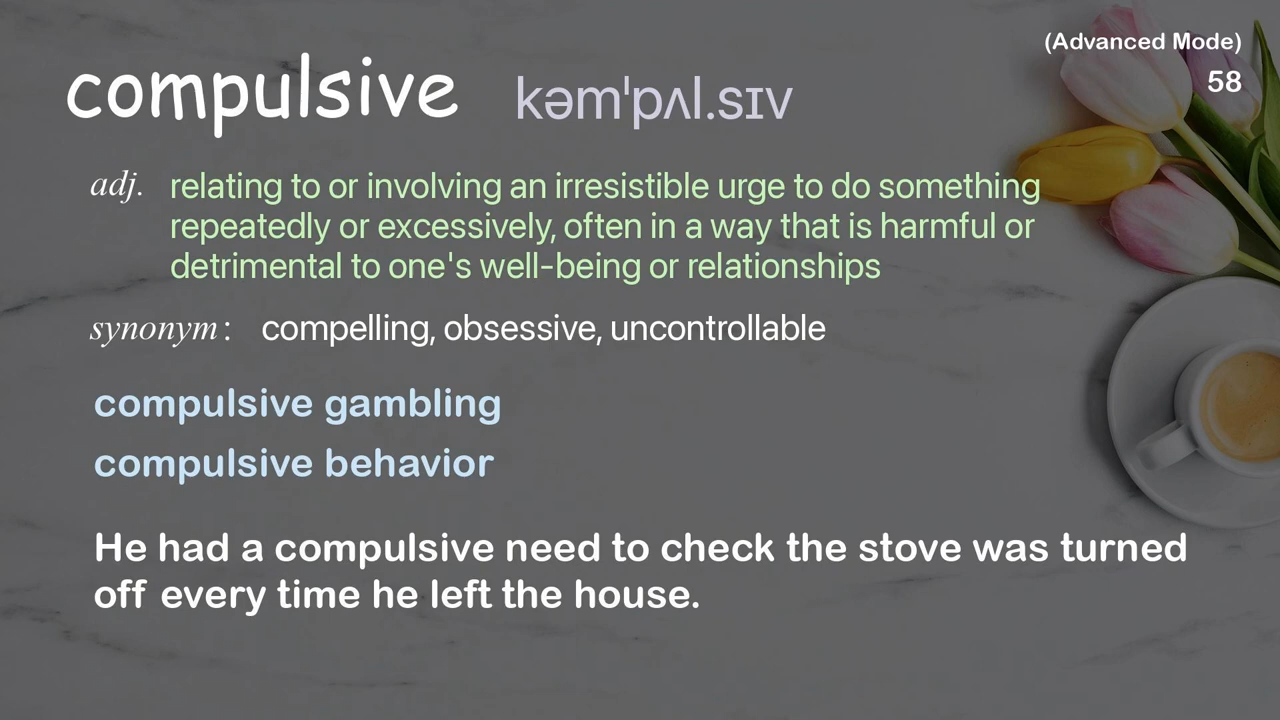 (Advanced Mode)
58
compulsive kəmˈpʌl.sɪv
adj. relating to or involving an irresistible urge to do something
repeatedly or excessively, often in a way that is harmful or
detrimental to one's well-being or relationships
synonym: compelling, obsessive, uncontrollable
compulsive gambling
compulsive behavior
He had a compulsive need to check the stove was turned
off every time he left the house.